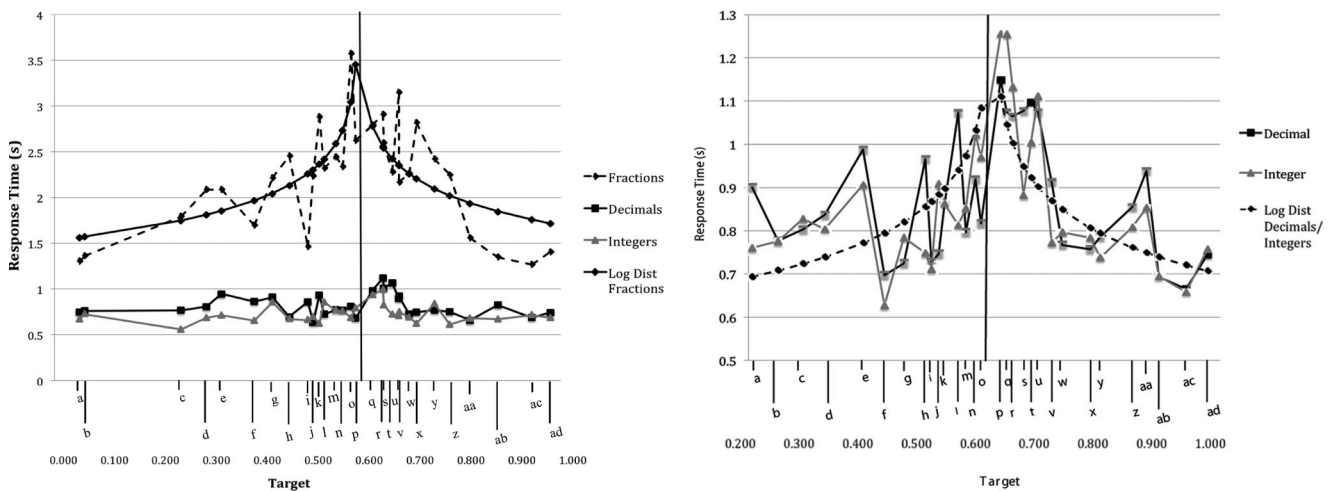 4
3.5
3
2.5
2
1.5
1
0.5
0
Response Time (s)
Fractions
Decimals
Integers
Log Dist
Fractions
a c e g i k m o q s u w y aa ac
b d f h j l n p r t v x z ab ad
0.000 0.100 0.200 0.300 0.400 0.500 0.600 0.700 0.800 0.900 1.000
Target
1.3
1.2
1.1
1
0.9
0.8
0.7
0.6
0.5
Response Time (s)
Decimal
Integer
Log Dist
Decimals/
Integers
a c e g i k m o q s u w y aa ac
b d f h j l n p r t v x z ab ad
0.200 0.300 0.400 0.500 0.600 0.700 0.800 0.900 1.000
Target